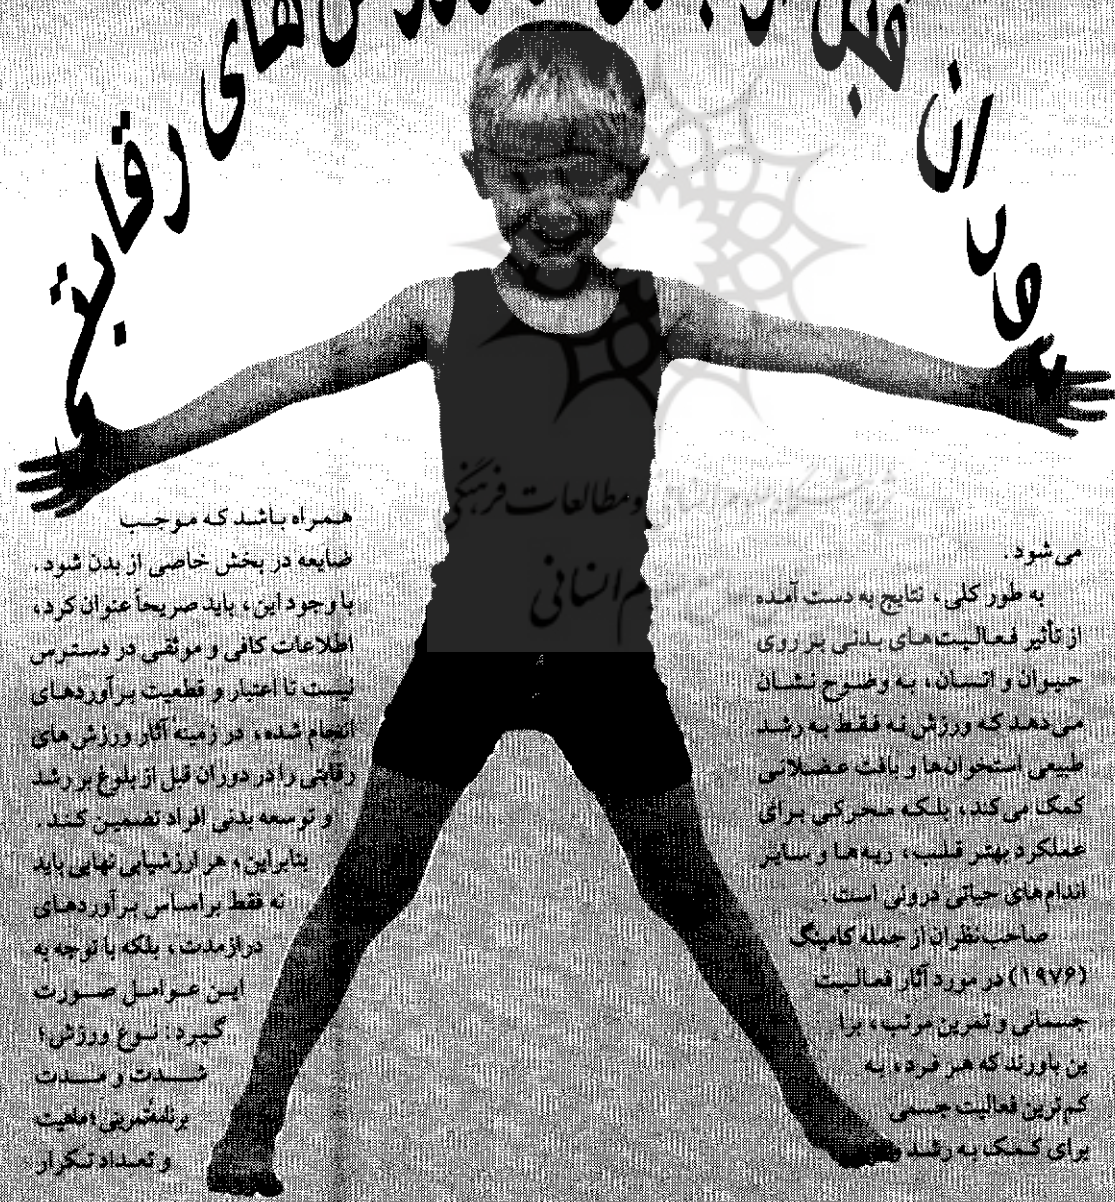 رقابتی
می‌شود.
به طور کلی، نتایج به دست آمده
از تأثیر فعالیت‌های بدنی بر روی
حیوان و انسان، به وضوح نشان
می‌دهد که ورزش نه فقط به رشد
طبیعی استخوان‌ها و بافت عضلانی
کمک می‌کند، بلکه محرکی برای
عملکرد بهتر قلب، ریه‌ها و سایر
اندام‌های حیاتی درونی است.
صاحب‌نظران از جمله کامینگ
(۱۹۷۶) در مورد آثار فعالیت
جسمانی و تمرین مرتب، برا
ین باورند که هر فرد، به
کم‌ترین فعالیت جسمی
برای کمک به رشد و
همراه باشد که موجب
ضایعه در بخش خاصی از بدن شود.
با وجود این، باید صریحاً عنوان کرد،
اطلاعات کافی و موثقی در دسترس
نیست تا اعتبار و قطعیت برآوردهای
انجام شده، در زمینهٔ آثار ورزش‌های
رقابتی را در دوران قبل از بلوغ بر رشد
و توسعه بدنی افراد تضمین کند.
بنابراین، هر ارزشیابی نهایی باید
نه فقط براساس برآوردهای
درازمدت، بلکه با توجه به
این عوامل صورت
گیرد: نوع ورزش؛
شدت و مدت
برنامهٔ تمرینی؛ ماهیت
و تعداد تکرار
و مطالعات فرهنگی
م انسانی